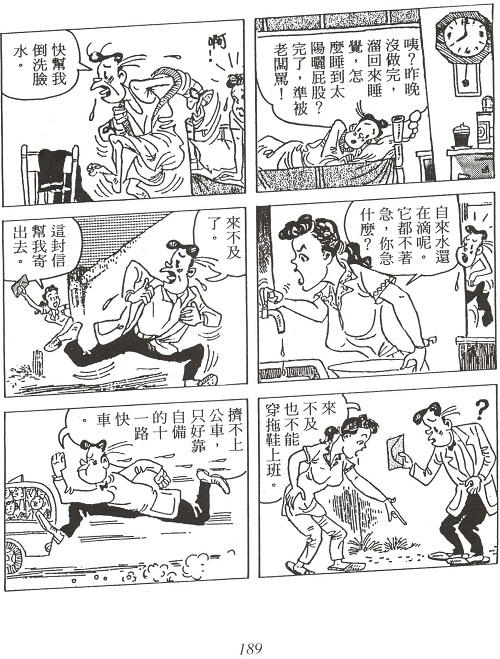 咦?昨晚
沒做完,
溜回來睡
覺,怎
麼睡到太
陽曬屁股?
完了,準被
老闆罵!
啊!
快幫我
倒洗臉
水。
自來水還
在滴呢。
它都不著
急,你急
什麼?
來不及
了。
這封信
幫我寄
出去。
?
來
不及
也不能
穿拖鞋上班。
擠不上
公車,
只好靠
自備
的十
一路
快
車。
189